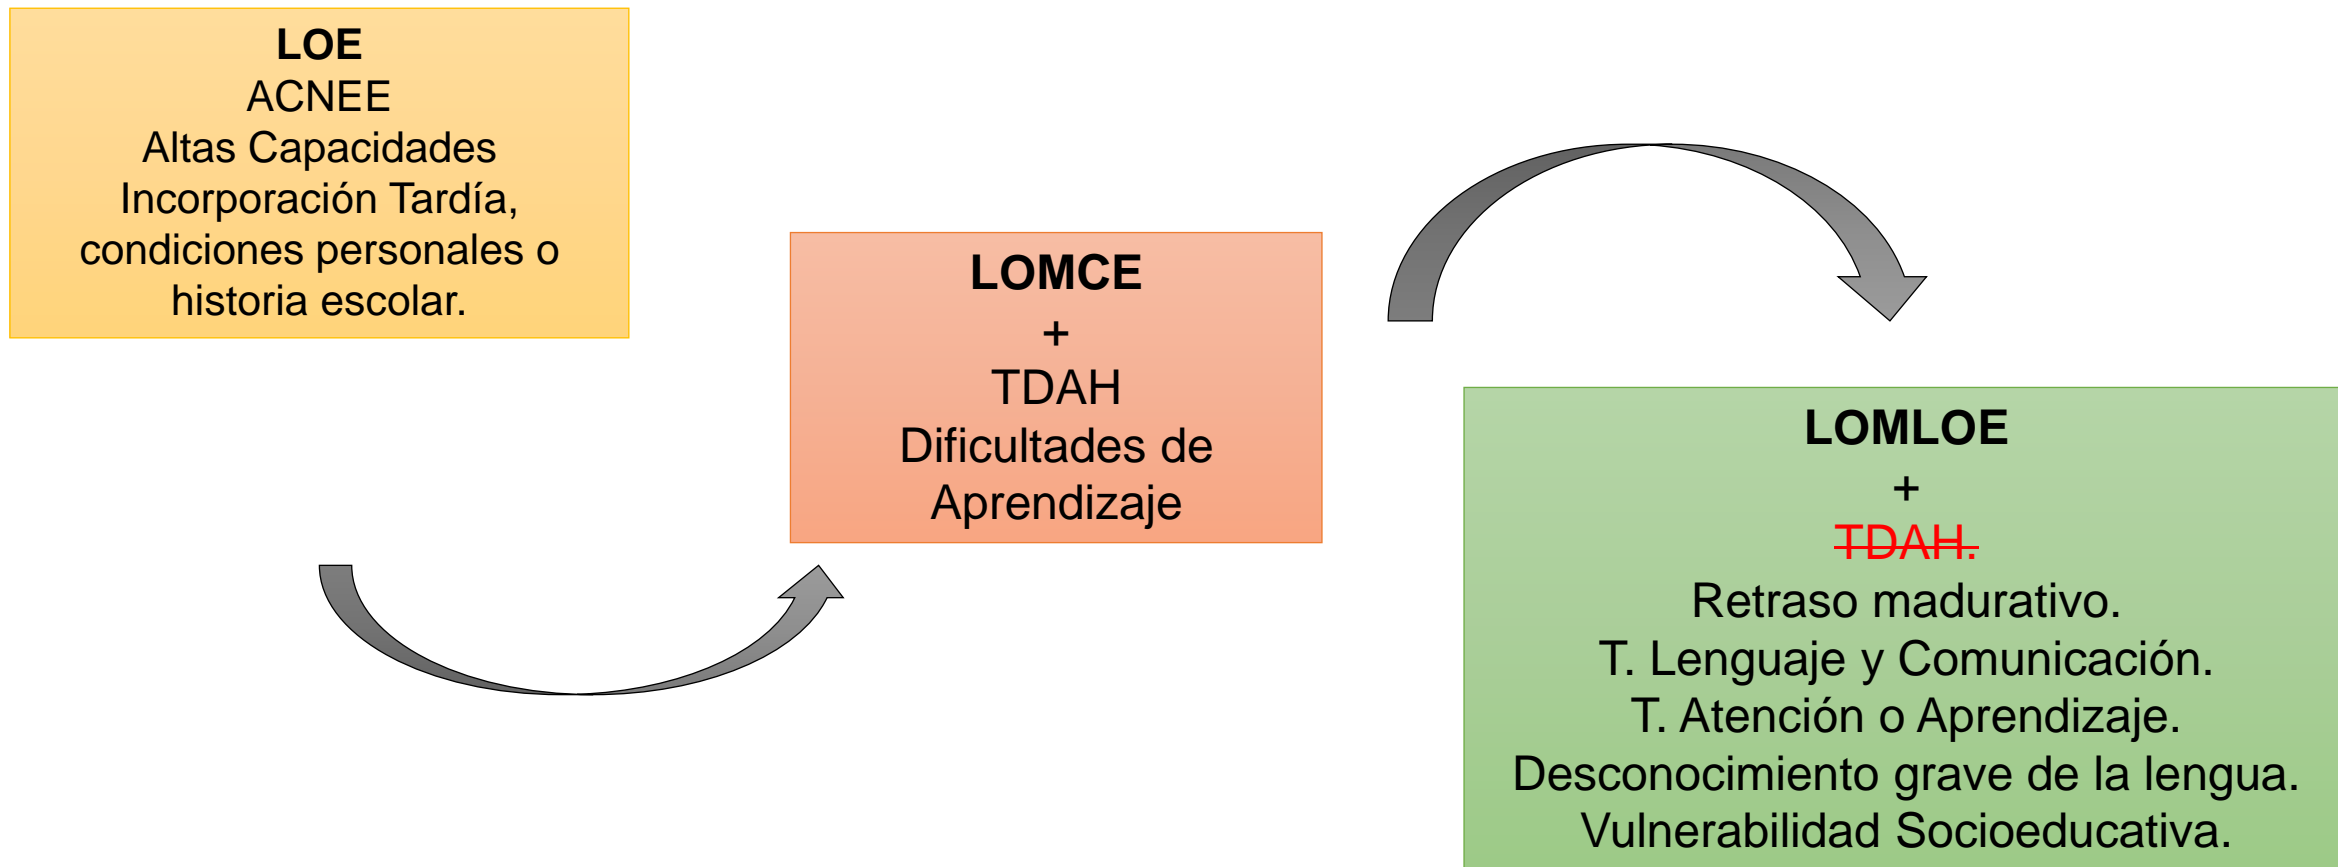 LOE
ACNEE
Altas Capacidades
Incorporación Tardía,
condiciones personales o
historia escolar.
LOMCE
+
TDAH
Dificultades de
Aprendizaje
LOMLOE
+
TDAH.
Retraso madurativo.
T. Lenguaje y Comunicación.
T. Atención o Aprendizaje.
Desconocimiento grave de la lengua.
Vulnerabilidad Socioeducativa.